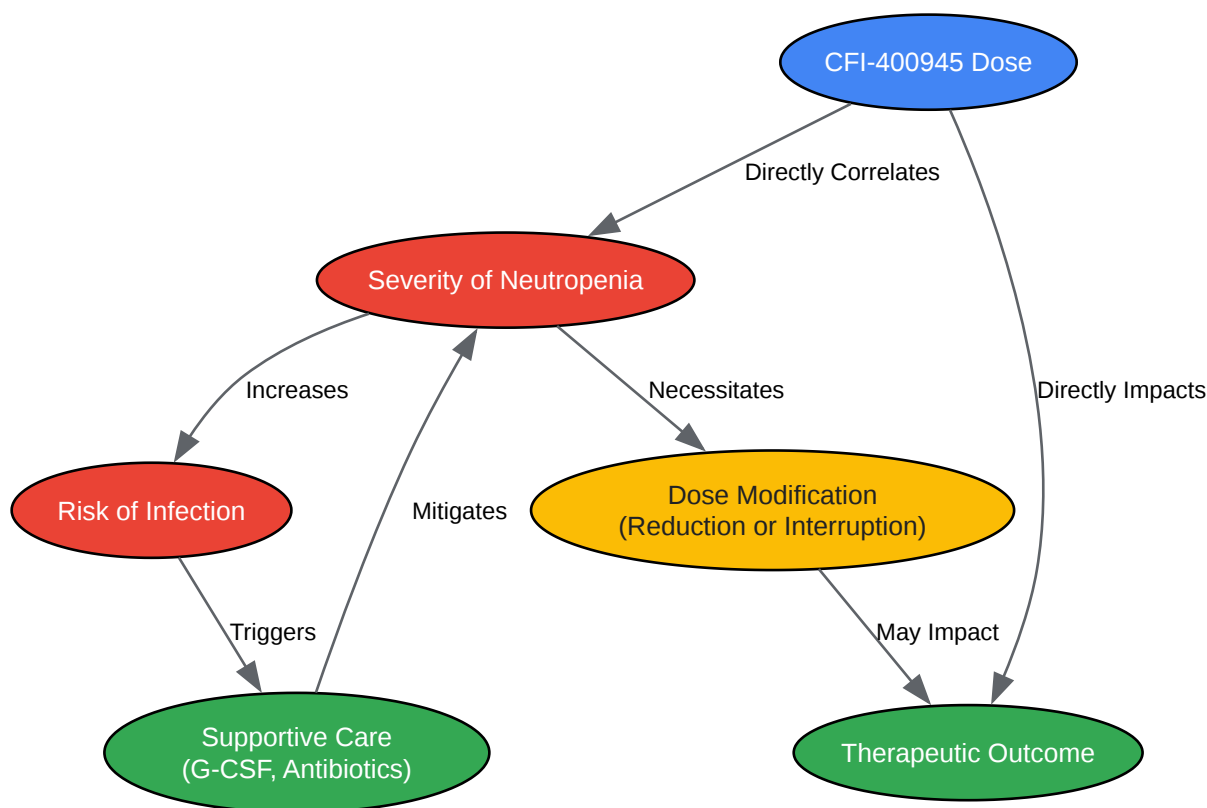 CFI-400945 Dose
Directly Correlates
Severity of Neutropenia
Increases
Necessitates
Directly Impacts
Risk of Infection
Mitigates
Dose Modification
(Reduction or Interruption)
Triggers
May Impact
Supportive Care
(G-CSF, Antibiotics)
Therapeutic Outcome